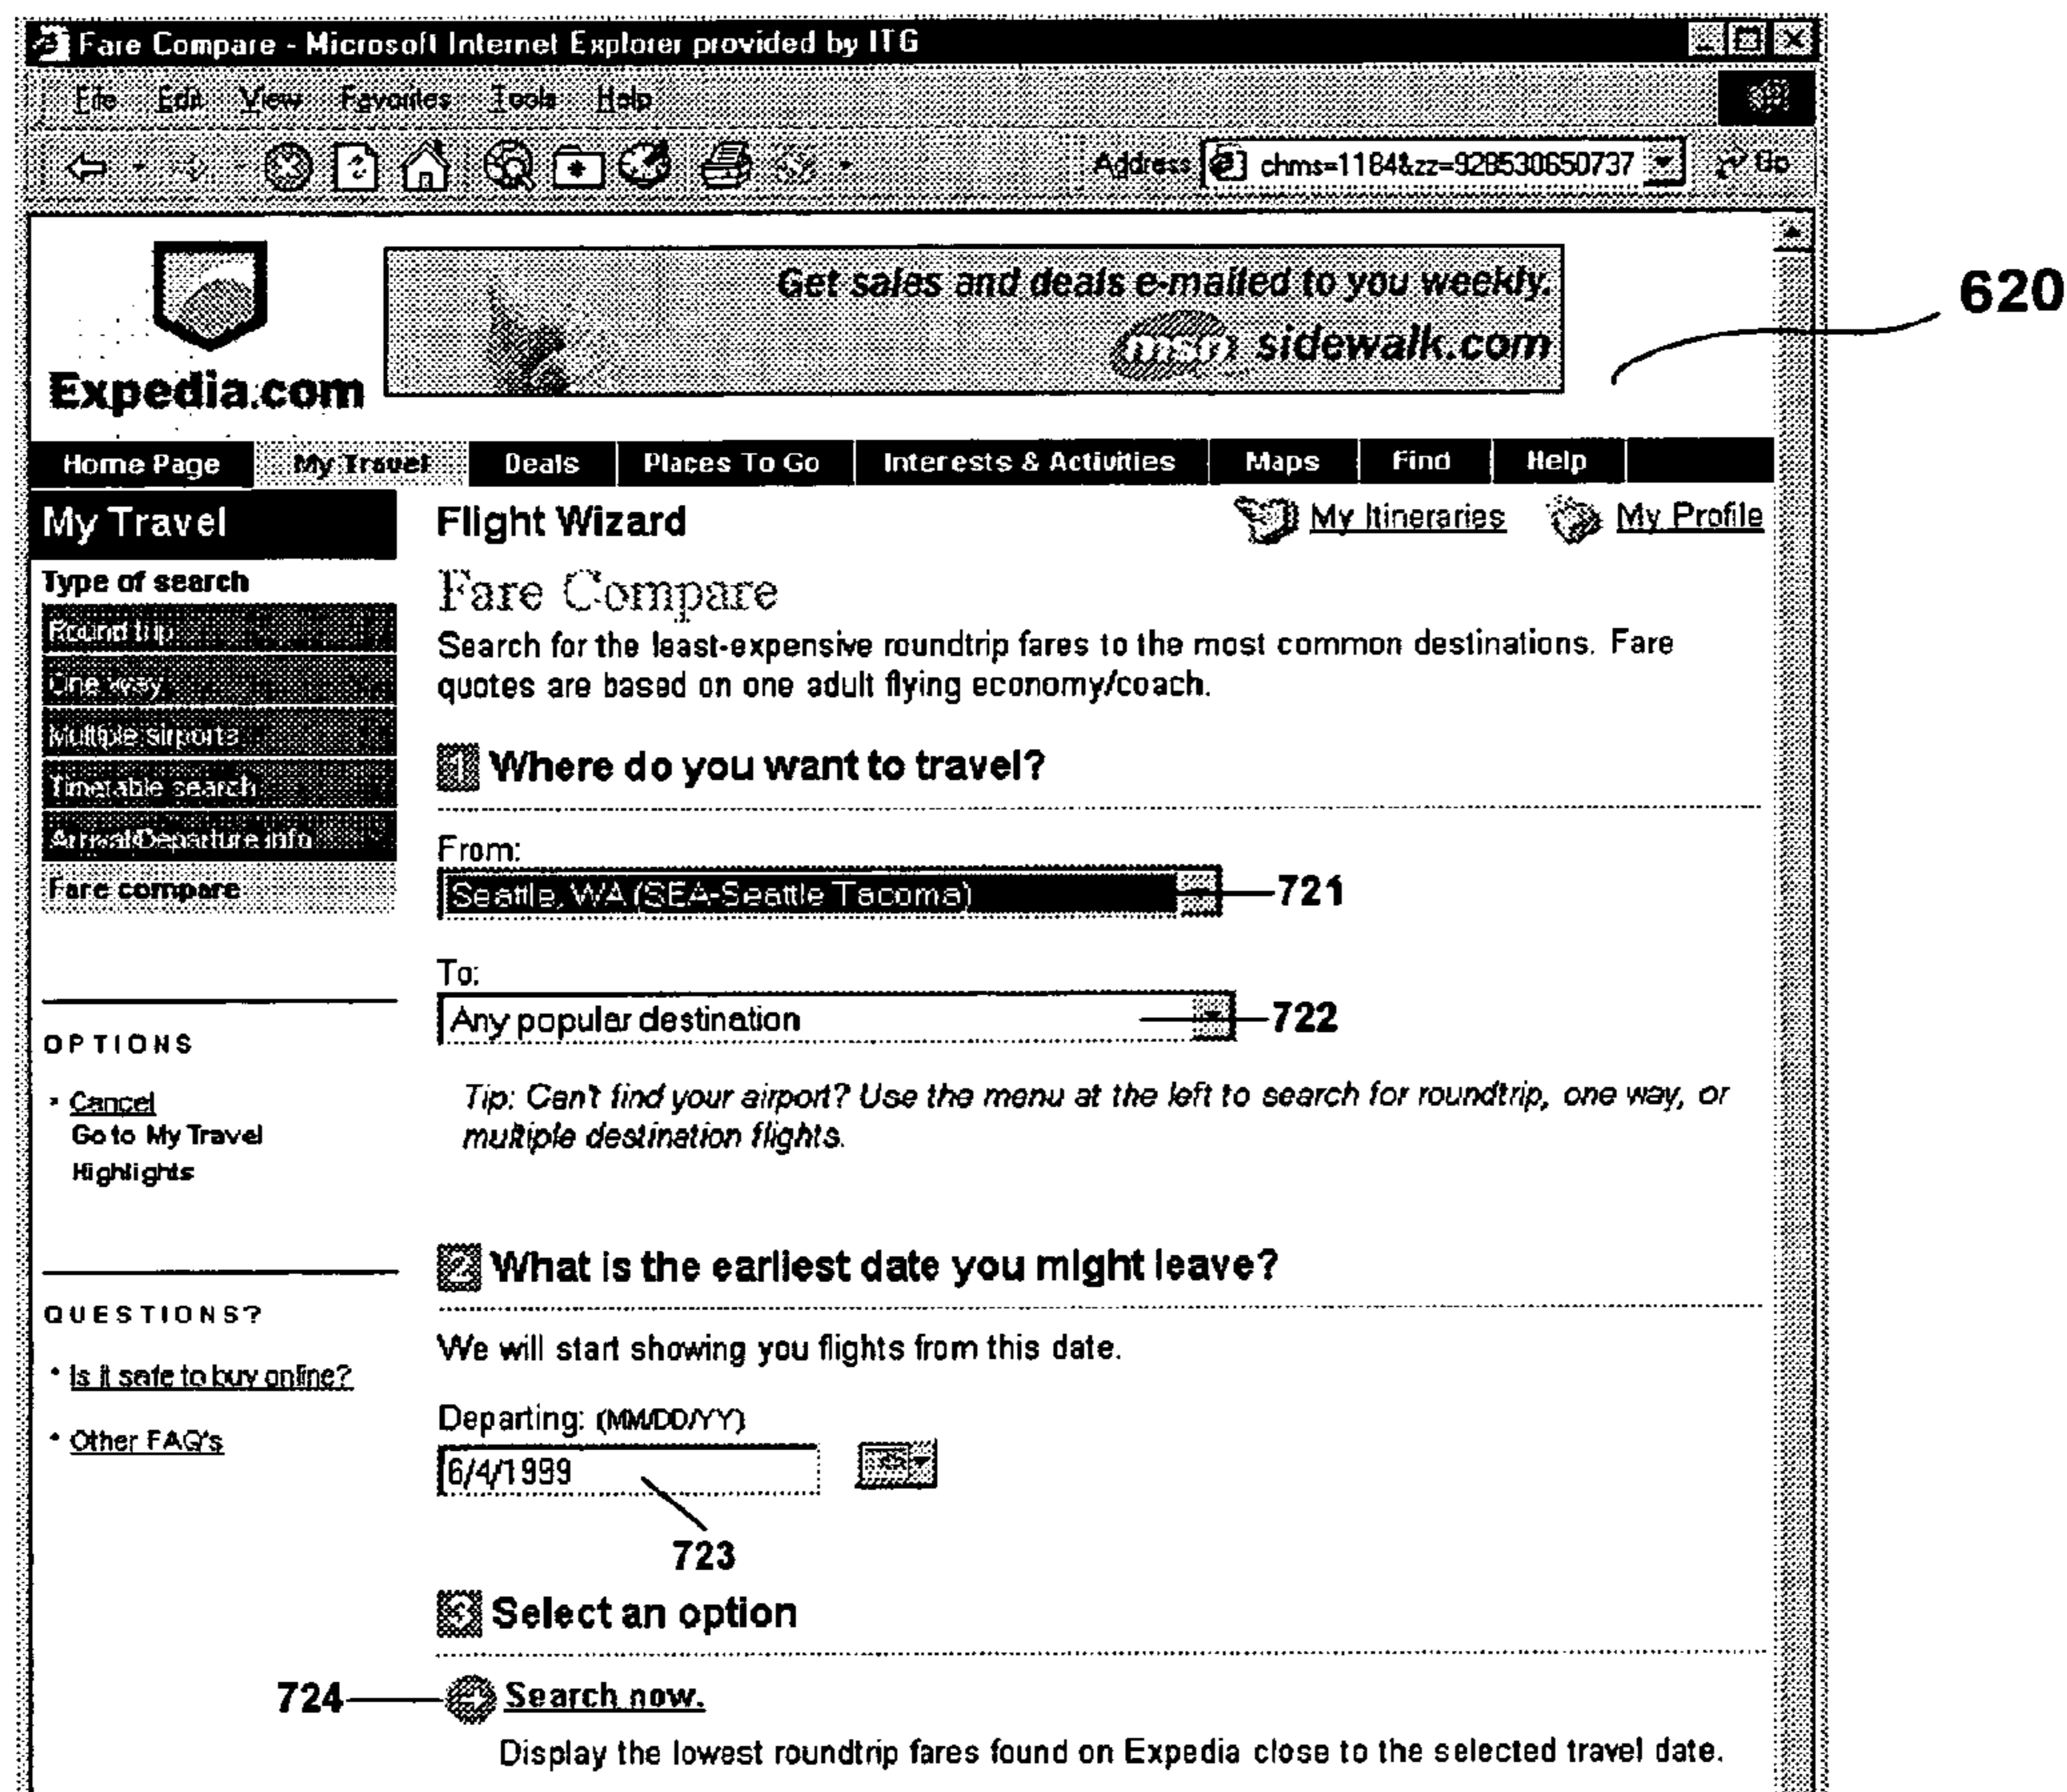 Fare Compare - Microsoft Internet Explorer provided by ITG
File Edit View Favorites Tools Help
Address chms=1184&zz=928530650737 Go
Get sales and deals e-mailed to you weekly.
msn sidewalk.com
620
Expedia.com
Home Page My Travel Deals Places To Go Interests & Activities Maps Find Help
My Travel
Flight Wizard
My Itineraries My Profile
Type of search
Round trip
One way
Multiple airports
Timetable search
Arrival/Departure info
Fare compare
Fare Compare
Search for the least-expensive roundtrip fares to the most common destinations. Fare
quotes are based on one adult flying economy/coach.
1 Where do you want to travel?
From:
Seattle, WA (SEA-Seattle Tacoma) 721
To:
Any popular destination 722
Tip: Can't find your airport? Use the menu at the left to search for roundtrip, one way, or
multiple destination flights.
OPTIONS
Cancel
Go to My Travel
Highlights
2 What is the earliest date you might leave?
We will start showing you flights from this date.
QUESTIONS?
Is it safe to buy online?
Other FAQ's
Departing: (MM/DD/YY)
6/4/1999
723
3 Select an option
724 Search now.
Display the lowest roundtrip fares found on Expedia close to the selected travel date.